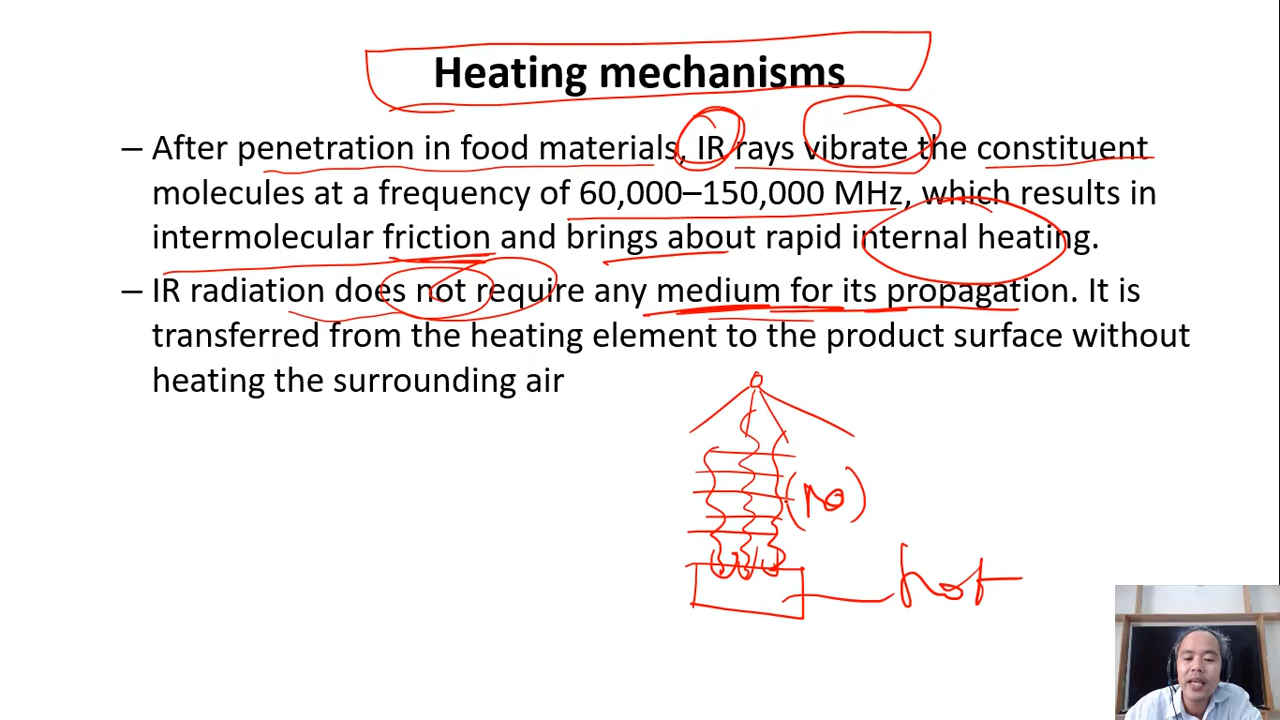 Heating mechanisms
– After penetration in food materials, IR rays vibrate the constituent
molecules at a frequency of 60,000–150,000 MHz, which results in
intermolecular friction and brings about rapid internal heating.
– IR radiation does not require any medium for its propagation. It is
transferred from the heating element to the product surface without
heating the surrounding air
(no)
hot